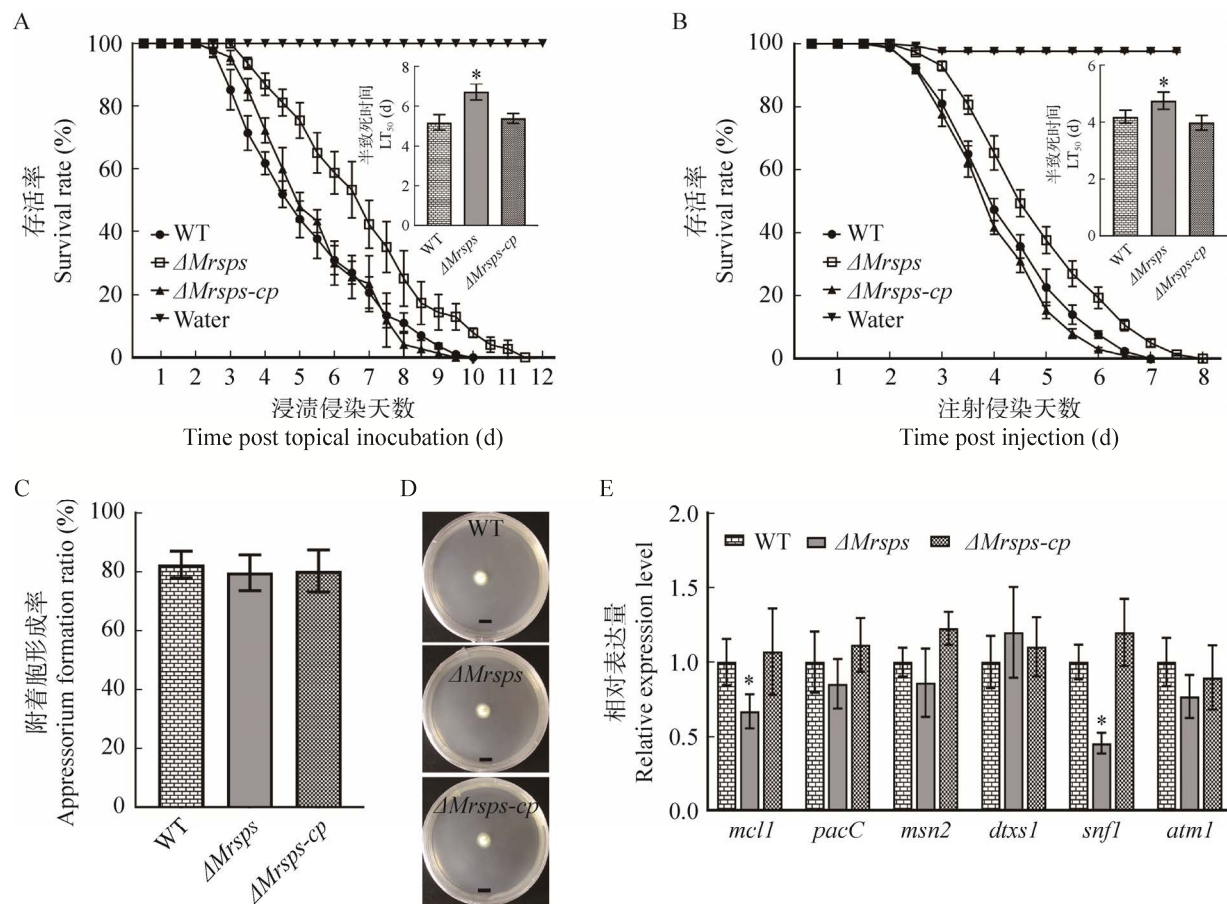 A
100
80
60
40
20
0
存活率
Survival rate (%)
WT
ΔMrsps
ΔMrsps-cp
Water
8
6
4
2
0
半致死时间
LT50 (d)
*
WT
ΔMrsps
ΔMrsps-cp
1 2 3 4 5 6 7 8 9 10 11 12
浸渍侵染天数
Time post topical inocubation (d)
B
100
80
60
40
20
0
存活率
Survival rate (%)
WT
ΔMrsps
ΔMrsps-cp
Water
6
4
2
0
半致死时间
LT50 (d)
*
WT
ΔMrsps
ΔMrsps-cp
1 2 3 4 5 6 7 8
注射侵染天数
Time post injection (d)
C
100
80
60
80
20
0
附着胞形成率
Appressorium formation ratio (%)
WT
ΔMrsps
ΔMrsps-cp
D
WT
ΔMrsps
ΔMrsps-cp
E
2.0
1.5
1.0
0.5
0.0
相对表达量
Relative expression level
WT ΔMrsps ΔMrsps-cp
* *
mcl1 pacC msn2 dtxs1 snf1 atm1